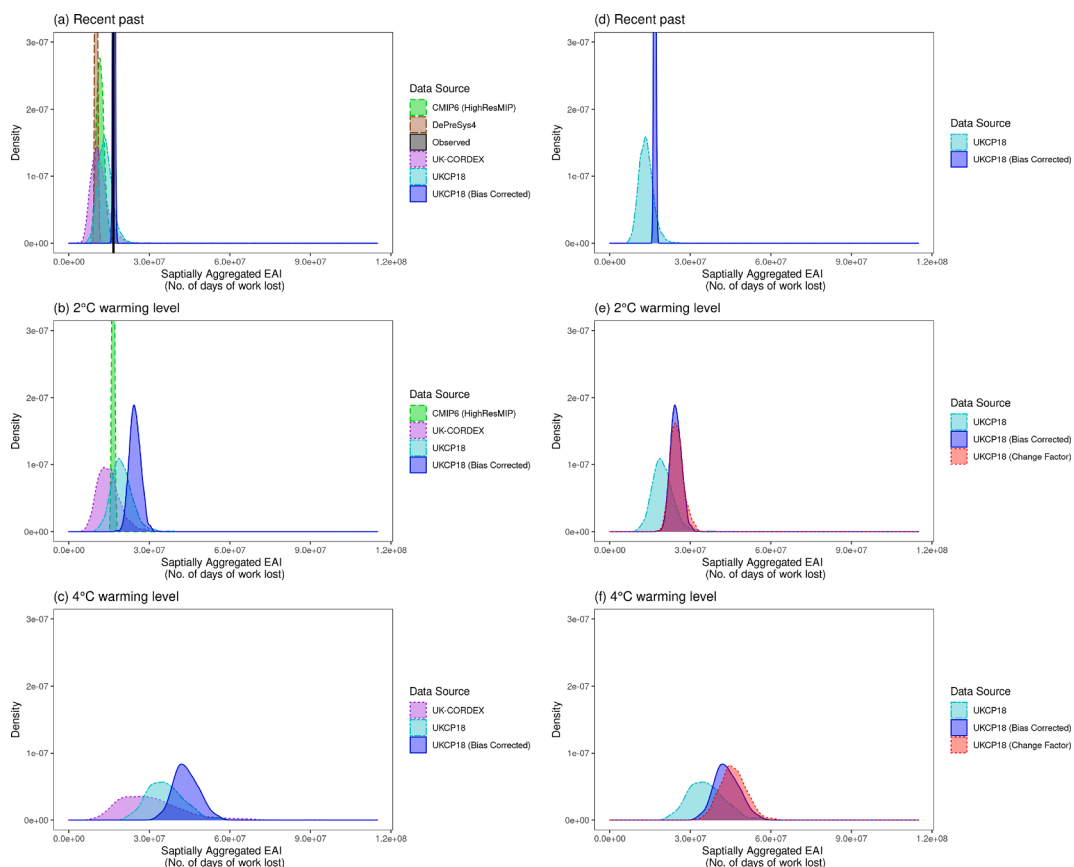 (a) Recent past
3e-07
2e-07
1e-07
0e+00
Density
0.0e+00 3.0e+07 6.0e+07 9.0e+07 1.2e+08
Saptially Aggregated EAI
(No. of days of work lost)
Data Source
CMIP6 (HighResMIP)
DePreSys4
Observed
UK-CORDEX
UKCP18
UKCP18 (Bias Corrected)
(d) Recent past
3e-07
2e-07
1e-07
0e+00
Density
0.0e+00 3.0e+07 6.0e+07 9.0e+07 1.2e+08
Saptially Aggregated EAI
(No. of days of work lost)
Data Source
UKCP18
UKCP18 (Bias Corrected)
(b) 2°C warming level
3e-07
2e-07
1e-07
0e+00
Density
0.0e+00 3.0e+07 6.0e+07 9.0e+07 1.2e+08
Saptially Aggregated EAI
(No. of days of work lost)
Data Source
CMIP6 (HighResMIP)
UK-CORDEX
UKCP18
UKCP18 (Bias Corrected)
(e) 2°C warming level
3e-07
2e-07
1e-07
0e+00
Density
0.0e+00 3.0e+07 6.0e+07 9.0e+07 1.2e+08
Saptially Aggregated EAI
(No. of days of work lost)
Data Source
UKCP18
UKCP18 (Bias Corrected)
UKCP18 (Change Factor)
(c) 4°C warming level
3e-07
2e-07
1e-07
0e+00
Density
0.0e+00 3.0e+07 6.0e+07 9.0e+07 1.2e+08
Saptially Aggregated EAI
(No. of days of work lost)
Data Source
UK-CORDEX
UKCP18
UKCP18 (Bias Corrected)
(f) 4°C warming level
3e-07
2e-07
1e-07
0e+00
Density
0.0e+00 3.0e+07 6.0e+07 9.0e+07 1.2e+08
Saptially Aggregated EAI
(No. of days of work lost)
Data Source
UKCP18
UKCP18 (Bias Corrected)
UKCP18 (Change Factor)